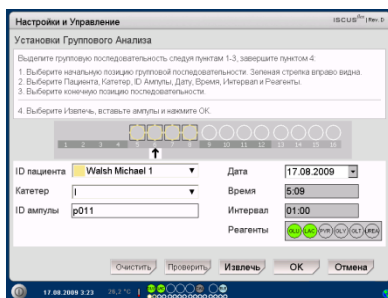 Настройки и Управление
ISCUS flex | Rev. D
Установки Группового Анализа
Выделите групповую последовательность следуя пунктам 1-3, завершите пунктом 4:
1. Выберите начальную позицию групповой последовательности. Зеленая стрелка вправо видна.
2. Выберите Пациента, Катетер, ID Ампулы, Дату, Время, Интервал и Реагенты.
3. Выберите конечную позицию последовательности.
4. Выберите Извлечь, вставьте ампулы и нажмите OK.
1 2 3 4 5 6 7 8 9 10 11 12 13 14 15 16
ID пациента Walsh Michael 1 Дата 17.08.2009
Катетер Время 5:09
ID ампулы p011 Интервал 01:00
Реагенты GLU LAC PYR GLY GLT UREA
Очистить Проверить Извлечь OK Отмена
17.08.2009 3:23 26,2 °C